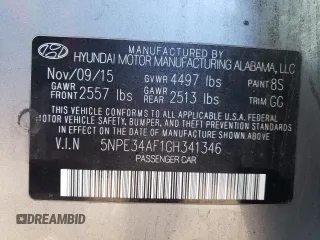 MANUFACTURED BY
HYUNDAI MOTOR MANUFACTURING ALABAMA, LLC
Nov/09/15 GVWR 4497 lbs PAINT 8S
GAWR FRONT 2557 lbs GAWR REAR 2513 lbs TRIM GG
THIS VEHICLE CONFORMS TO ALL APPLICABLE U.S. FEDERAL
MOTOR VEHICLE SAFETY, BUMPER, AND THEFT PREVENTION
STANDARDS IN EFFECT ON THE DATE OF MANUFACTURE SHOWN ABOVE.
V.I.N 5NPE34AF1GH341346
PASSENGER CAR
DREAMBID